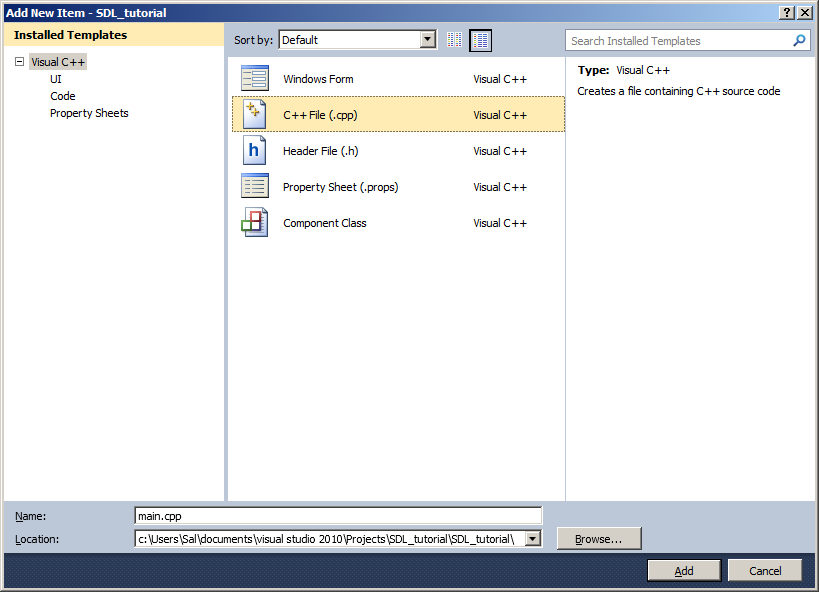 Add New Item - SDL_tutorial
Installed Templates
Visual C++
UI
Code
Property Sheets
Sort by: Default
Search Installed Templates
Windows Form Visual C++
C++ File (.cpp) Visual C++
h Header File (.h) Visual C++
Property Sheet (.props) Visual C++
Component Class Visual C++
Type: Visual C++
Creates a file containing C++ source code
Name: main.cpp
Location: c:\Users\Sal\documents\visual studio 2010\Projects\SDL_tutorial\SDL_tutorial\ Browse...
Add Cancel